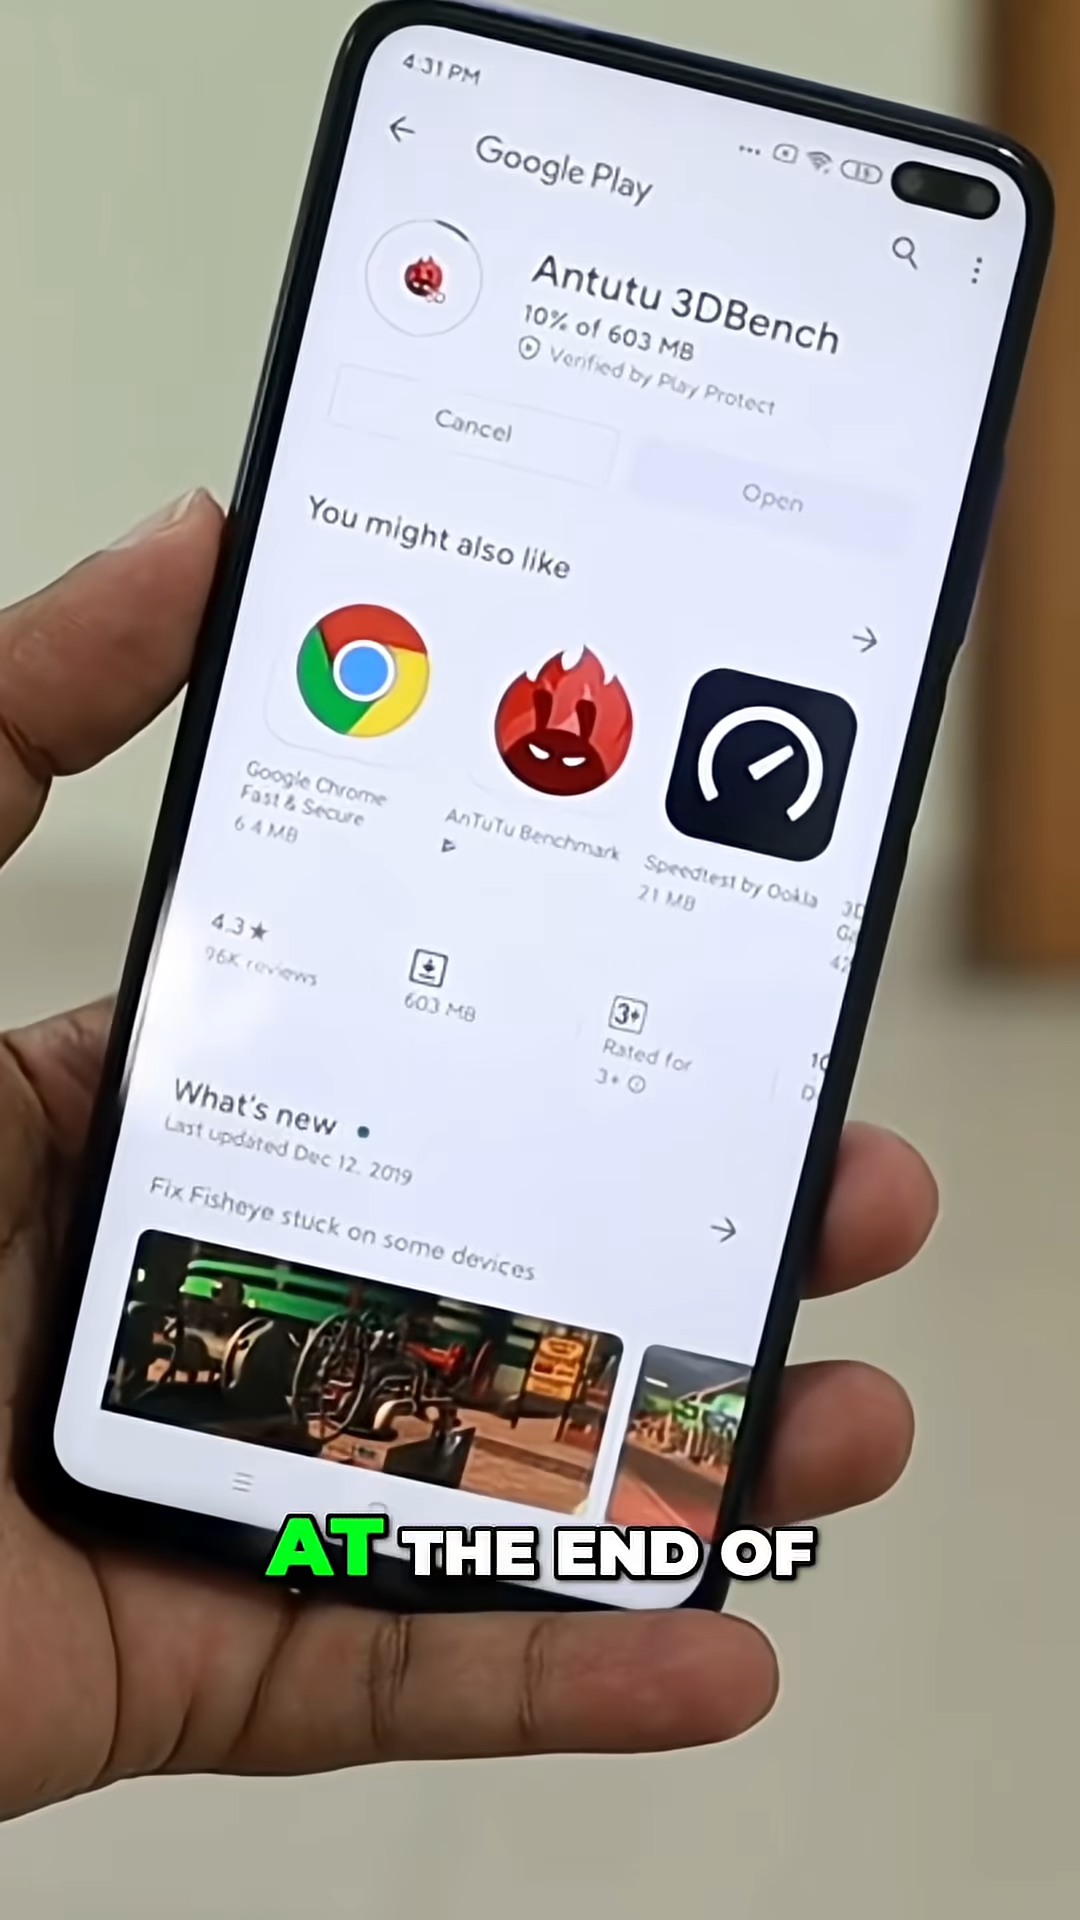 4:31 PM
Google Play
Antutu 3DBench
10% of 603 MB
Verified by Play Protect
Cancel
Open
You might also like
Google Chrome
Fast & Secure
6.4 MB
AnTuTu Benchmark
Speedtest by Ookla
21 MB
3D
4.3★
96K reviews
603 MB
3+
Rated for
3+
What's new
Last updated Dec 12, 2019
Fix Fisheye stuck on some devices
AT THE END OF